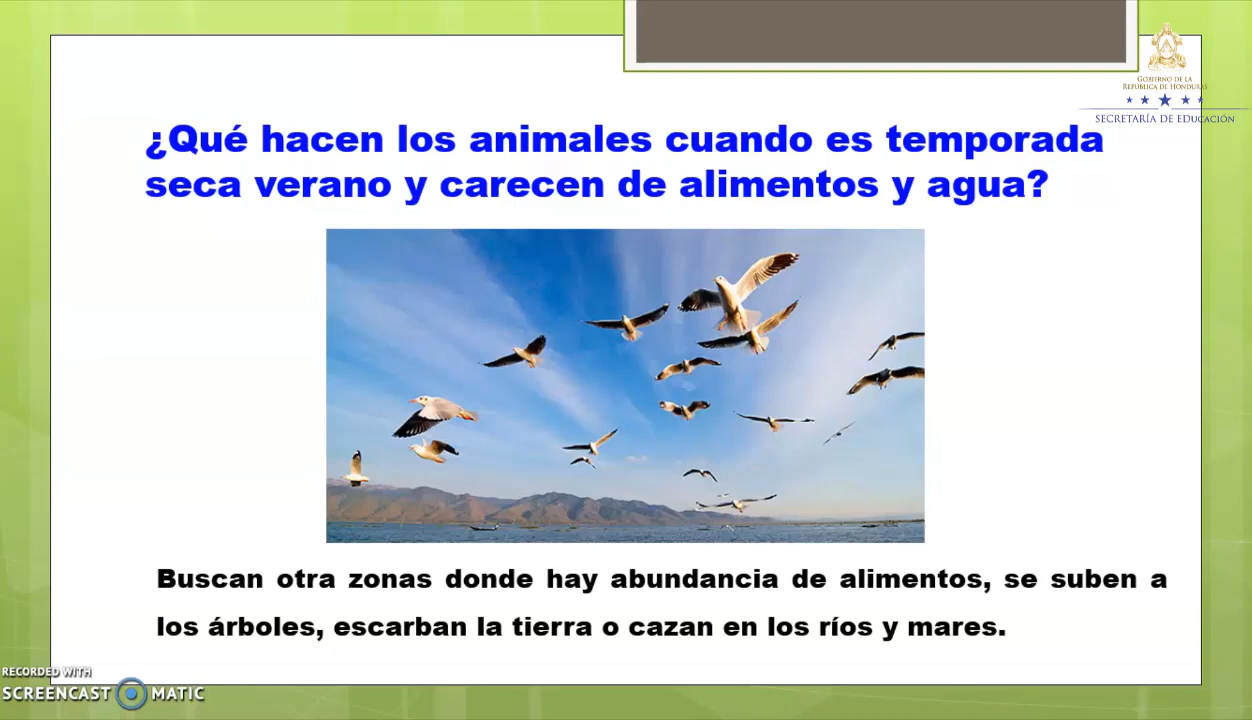 GOBIERNO DE LA
REPÚBLICA DE HONDURAS
SECRETARÍA DE EDUCACIÓN
¿Qué hacen los animales cuando es temporada
seca verano y carecen de alimentos y agua?
Buscan otra zonas donde hay abundancia de alimentos, se suben a
los árboles, escarban la tierra o cazan en los ríos y mares.
RECORDED WITH
SCREENCAST MATIC